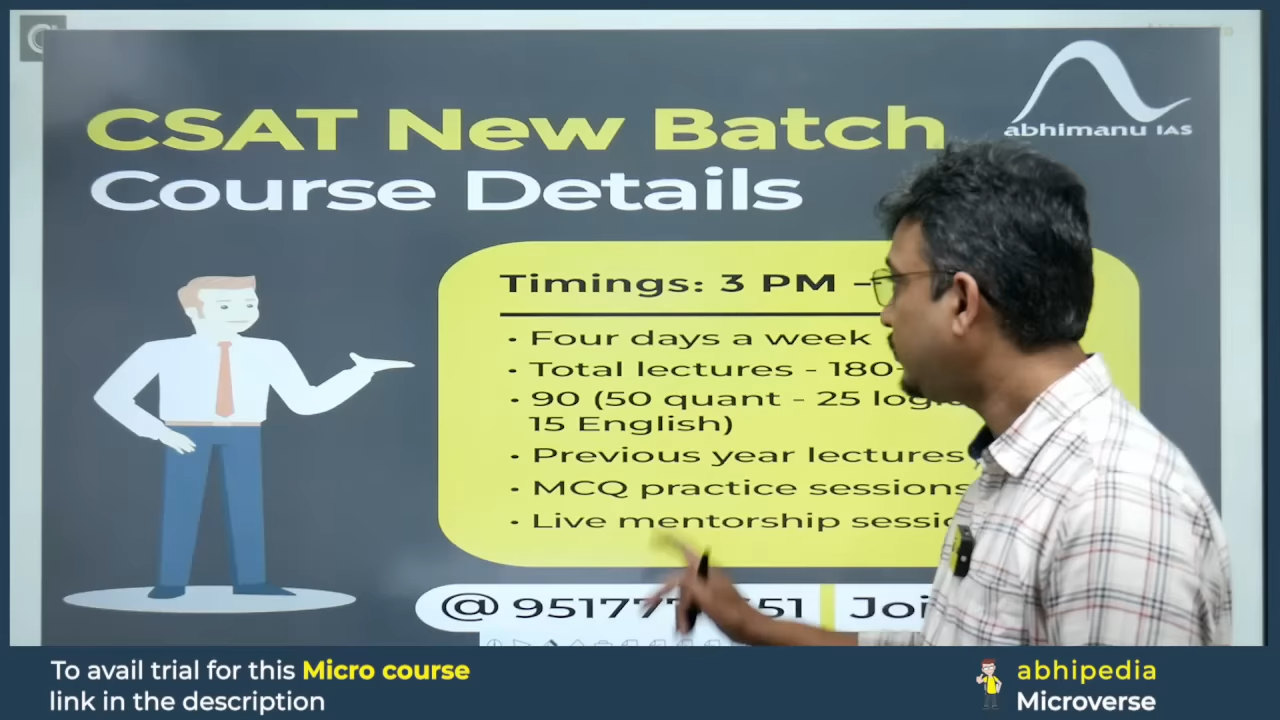 CSAT New Batch
Course Details
abhimanu IAS
Timings: 3 PM –
• Four days a week
• Total lectures - 180-
• 90 (50 quant - 25
15 English)
• Previous year lectures
• MCQ practice sessions
• Live mentorship
@
To avail trial for this Micro course
link in the description
abhipedia
Microverse